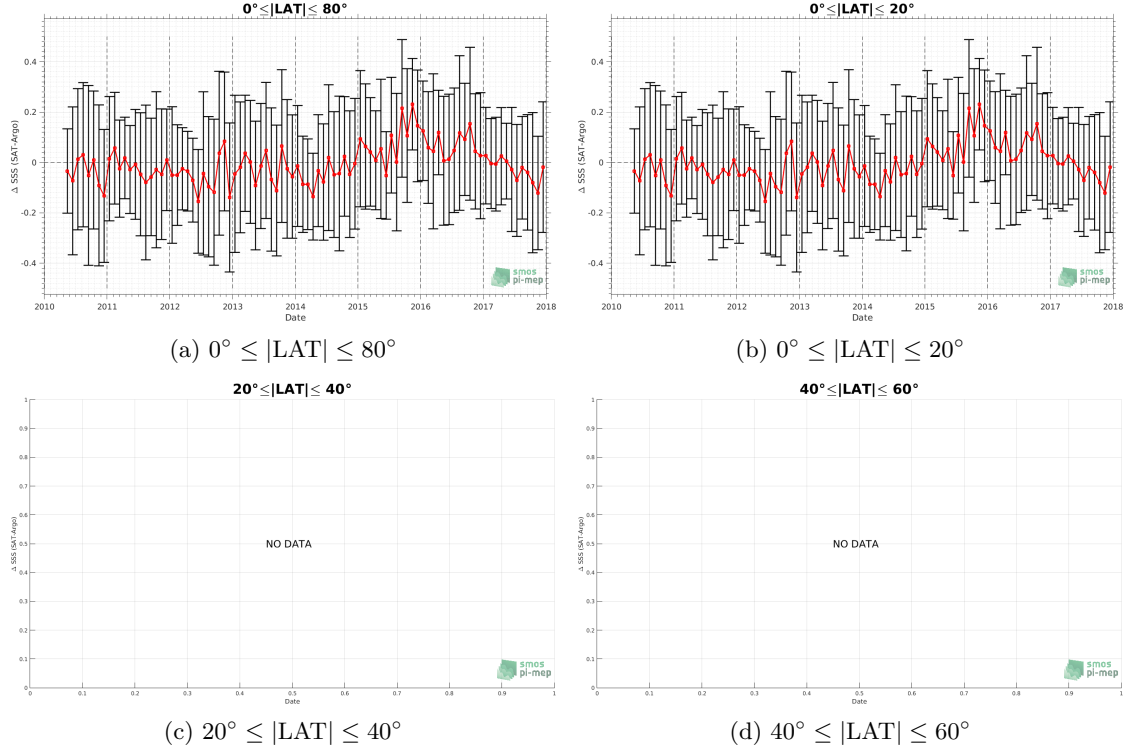 0°≤|LAT|≤ 80°
Δ SSS (SAT-Argo)
0.4
0.2
0
-0.2
-0.4
2010 2011 2012 2013 2014 2015 2016 2017 2018
Date
smos
pi-mep
(a) 0° ≤ |LAT| ≤ 80°
0°≤|LAT|≤ 20°
Δ SSS (SAT-Argo)
0.4
0.2
0
-0.2
-0.4
2010 2011 2012 2013 2014 2015 2016 2017 2018
Date
smos
pi-mep
(b) 0° ≤ |LAT| ≤ 20°
20°≤|LAT|≤ 40°
Δ SSS (SAT-Argo)
1
0.9
0.8
0.7
0.6
0.5
0.4
0.3
0.2
0.1
0
NO DATA
0 0.1 0.2 0.3 0.4 0.5 0.6 0.7 0.8 0.9 1
Date
smos
pi-mep
(c) 20° ≤ |LAT| ≤ 40°
40°≤|LAT|≤ 60°
Δ SSS (SAT-Argo)
1
0.9
0.8
0.7
0.6
0.5
0.4
0.3
0.2
0.1
0
NO DATA
0 0.1 0.2 0.3 0.4 0.5 0.6 0.7 0.8 0.9 1
Date
smos
pi-mep
(d) 40° ≤ |LAT| ≤ 60°